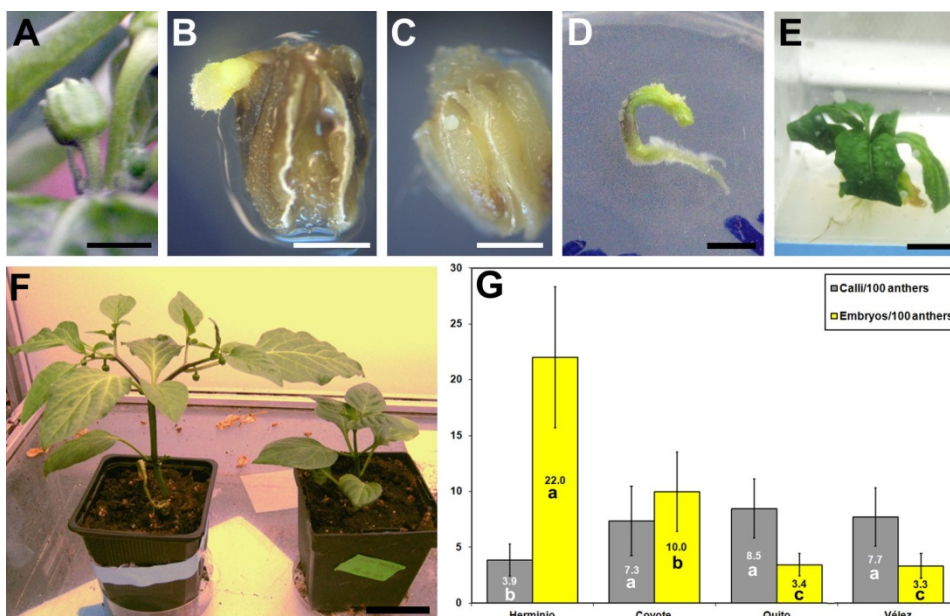 A
B
C
D
E
F
G
Calli/100 anthers
Embryos/100 anthers
30
25
20
15
10
5
0
3.9
b
22.0
a
7.3
a
10.0
b
8.5
a
3.4
c
7.7
a
3.3
c
Herminio
Coyote
Quito
Vélez